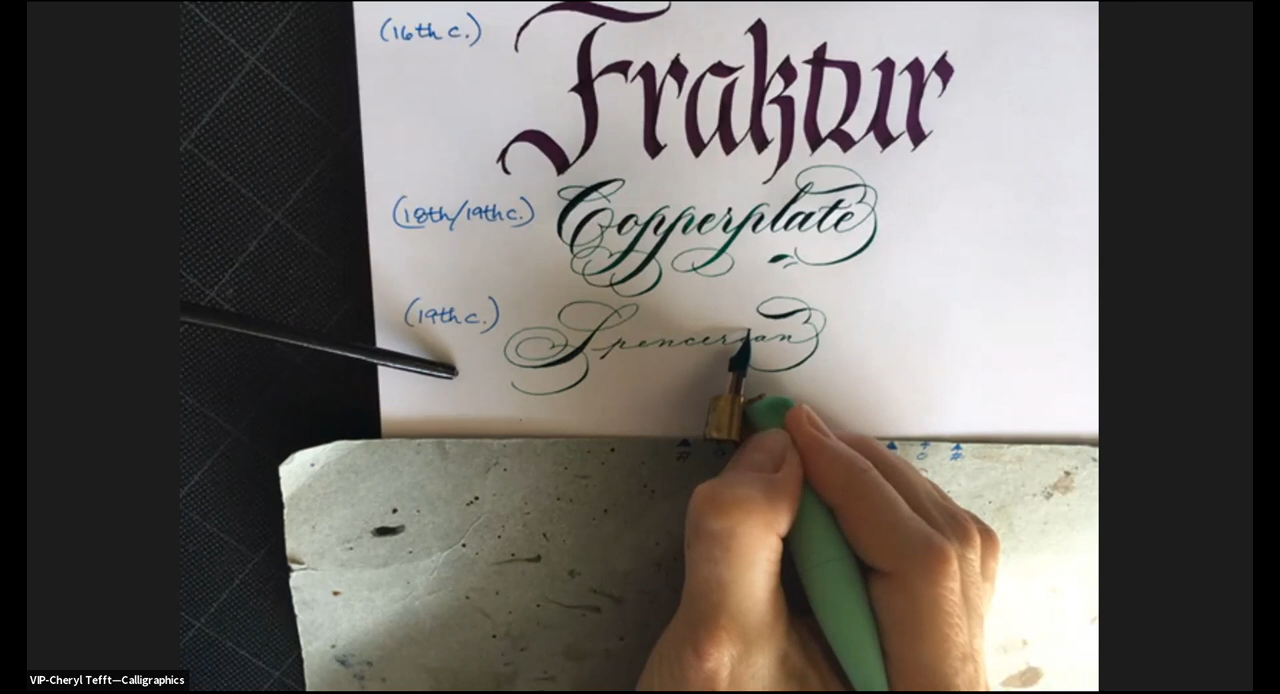 (16th c.) Fraktur
(18th/19th c.) Copperplate
(19th c.) Spencerian
VIP-Cheryl Tefft—Calligraphics